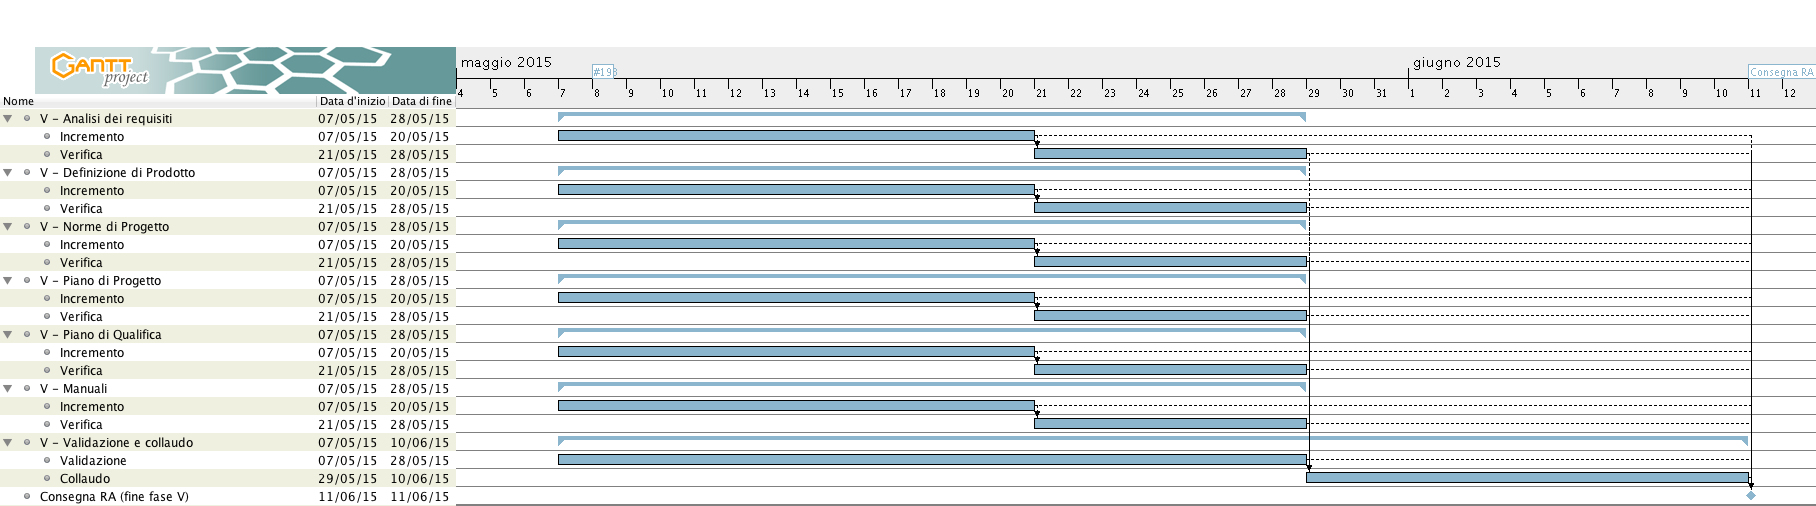 GANTT
project
maggio 2015
giugno 2015
#193
Consegna RA
4 5 6 7 8 9 10 11 12 13 14 15 16 17 18 19 20 21 22 23 24 25 26 27 28 29 30 31 1 2 3 4 5 6 7 8 9 10 11 12
Nome Data d'inizio Data di fine
V – Analisi dei requisiti 07/05/15 28/05/15
Incremento 07/05/15 20/05/15
Verifica 21/05/15 28/05/15
V – Definizione di Prodotto 07/05/15 28/05/15
Incremento 07/05/15 20/05/15
Verifica 21/05/15 28/05/15
V – Norme di Progetto 07/05/15 28/05/15
Incremento 07/05/15 20/05/15
Verifica 21/05/15 28/05/15
V – Piano di Progetto 07/05/15 28/05/15
Incremento 07/05/15 20/05/15
Verifica 21/05/15 28/05/15
V – Piano di Qualifica 07/05/15 28/05/15
Incremento 07/05/15 20/05/15
Verifica 21/05/15 28/05/15
V – Manuali 07/05/15 28/05/15
Incremento 07/05/15 20/05/15
Verifica 21/05/15 28/05/15
V – Validazione e collaudo 07/05/15 10/06/15
Validazione 07/05/15 28/05/15
Collaudo 29/05/15 10/06/15
Consegna RA (fine fase V) 11/06/15 11/06/15